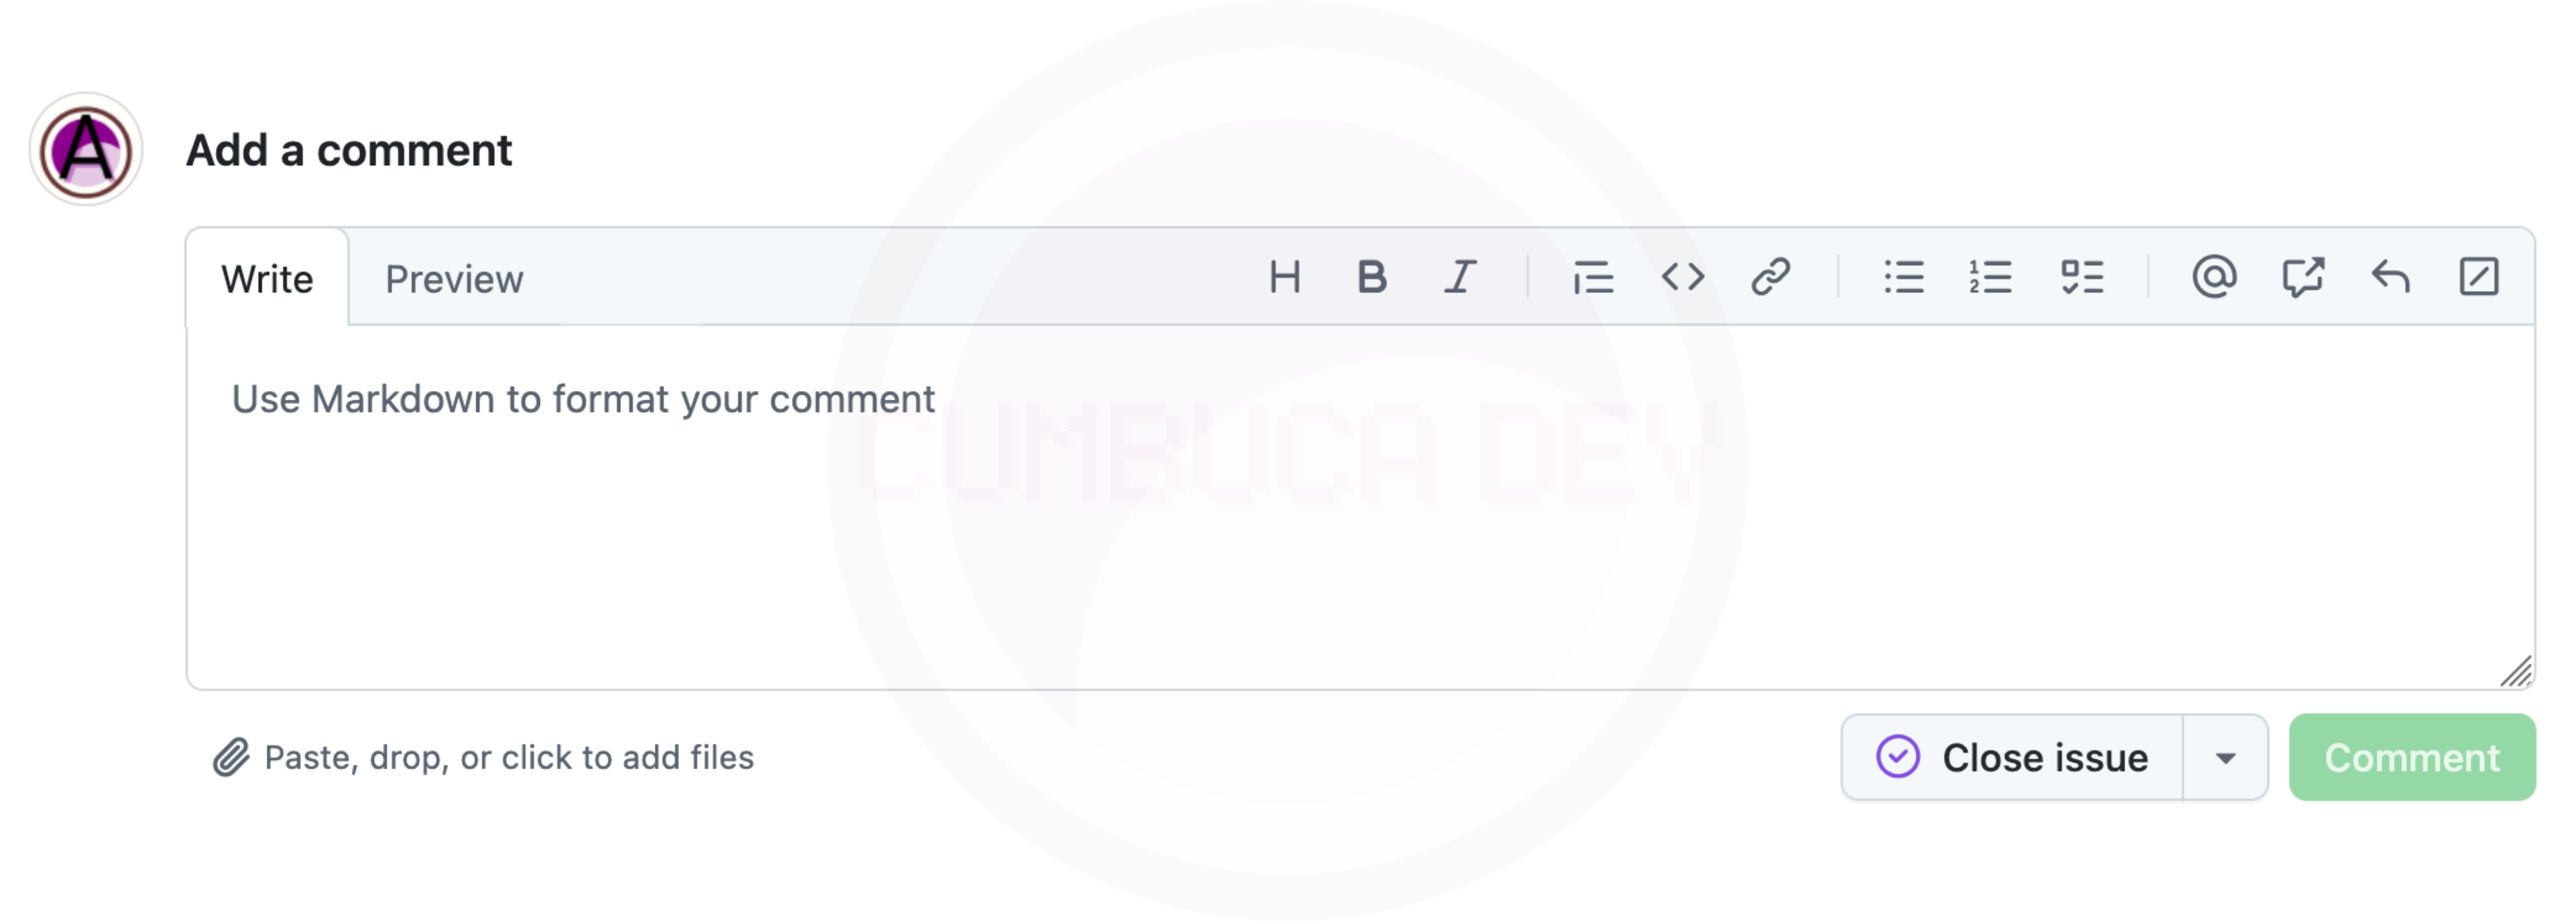 A
Add a comment
Write Preview H B I
Use Markdown to format your comment
CUMBUCA DEV
Paste, drop, or click to add files Close issue Comment